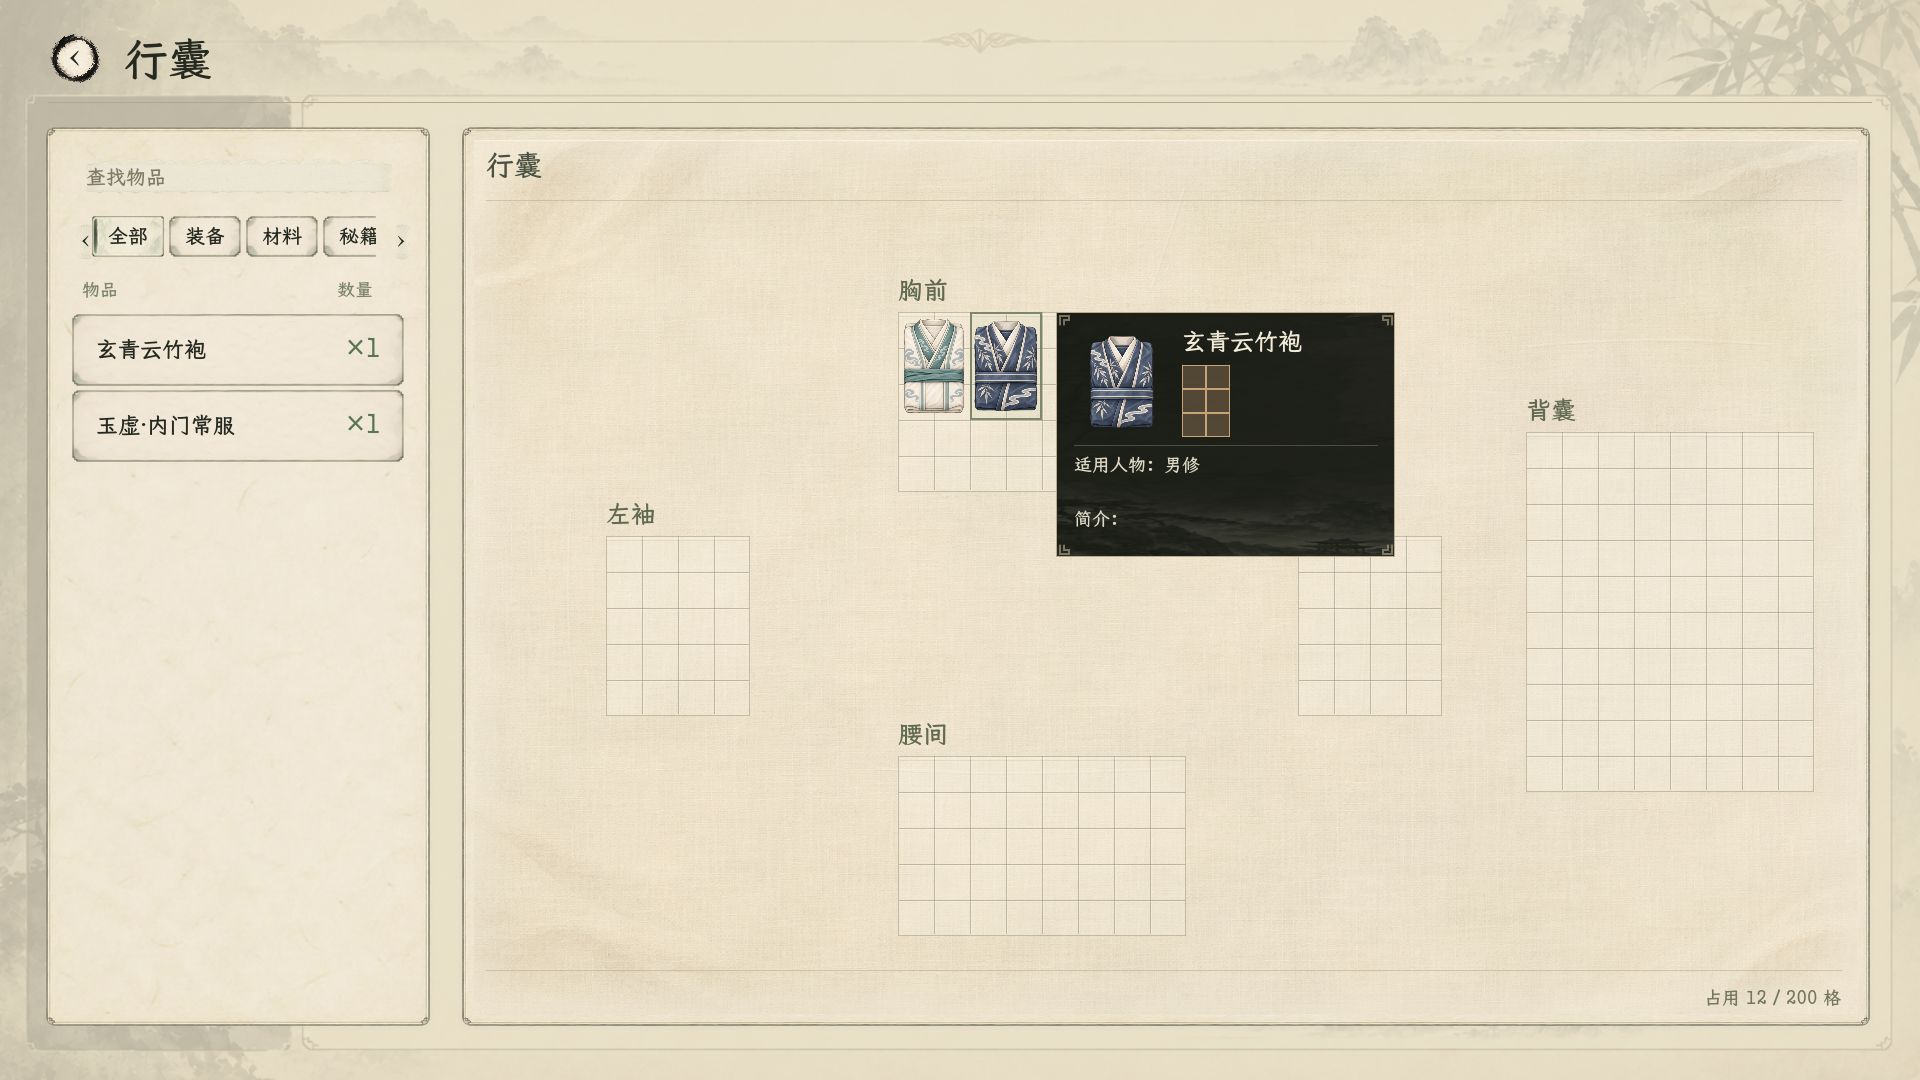 行囊
查找物品
全部 装备 材料 秘籍
物品 数量
玄青云竹袍 ×1
玉虚·内门常服 ×1
行囊
胸前
玄青云竹袍
适用人物：男修
简介：
左袖
背囊
腰间
占用 12 / 200 格